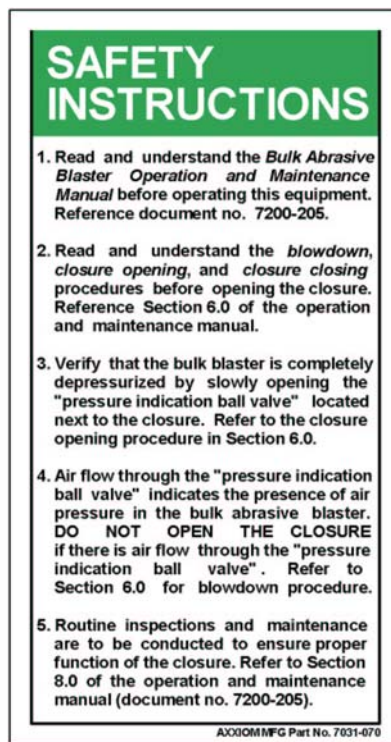 SAFETY
INSTRUCTIONS
1. Read and understand the Bulk Abrasive
Blaster Operation and Maintenance
Manual before operating this equipment.
Reference document no. 7200-205.
2. Read and understand the blowdown,
closure opening, and closure closing
procedures before opening the closure.
Reference Section 6.0 of the operation
and maintenance manual.
3. Verify that the bulk blaster is completely
depressurized by slowly opening the
"pressure indication ball valve" located
next to the closure. Refer to the closure
opening procedure in Section 6.0.
4. Air flow through the "pressure indication
ball valve" indicates the presence of air
pressure in the bulk abrasive blaster.
DO NOT OPEN THE CLOSURE
if there is air flow through the "pressure
indication ball valve". Refer to
Section 6.0 for blowdown procedure.
5. Routine inspections and maintenance
are to be conducted to ensure proper
function of the closure. Refer to Section
8.0 of the operation and maintenance
manual (document no. 7200-205).
AXXIOM MFG Part No. 7031-070